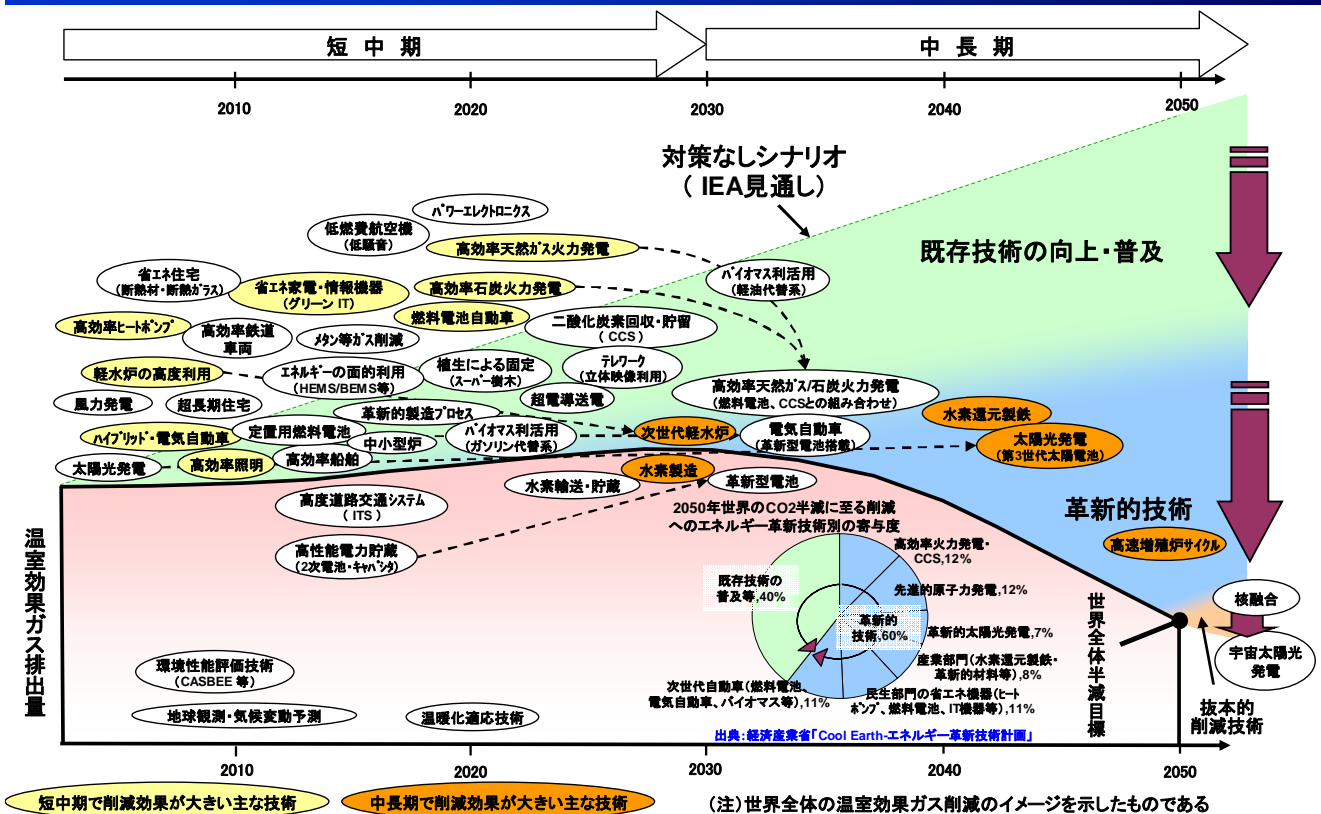 短 中 期
中 長 期
2010
2020
2030
2040
2050
対策なしシナリオ
( IEA見通し)
パワーエレクトロニクス
低燃費航空機
(低騒音)
高効率天然ガス火力発電
既存技術の向上・普及
省エネ住宅
(断熱材・断熱ガラス)
省エネ家電・情報機器
(グリーン IT)
高効率石炭火力発電
バイオマス利活用
(軽油代替系)
燃料電池自動車
二酸化炭素回収・貯留
( CCS)
高効率ヒートポンプ
高効率鉄道
車両
メタン等ガス削減
植生による固定
(スーパー樹木)
テレワーク
(立体映像利用)
軽水炉の高度利用
エネルギーの面的利用
(HEMS/BEMS等)
高効率天然ガス/石炭火力発電
(燃料電池、CCSとの組み合わせ)
風力発電
超長期住宅
革新的製造プロセス
超電導送電
水素還元製鉄
ハイブリッド・電気自動車
定置用燃料電池
中小型炉
バイオマス利活用
(ガソリン代替系)
次世代軽水炉
電気自動車
(革新型電池搭載)
太陽光発電
(第3世代太陽電池)
太陽光発電
高効率照明
高効率船舶
水素製造
水素輸送・貯蔵
革新型電池
高度道路交通システム
( ITS)
革新的技術
高速増殖炉サイクル
高性能電力貯蔵
(2次電池・キャパシタ)
2050年世界のCO2半減に至る削減
へのエネルギー革新技術別の寄与度
高効率火力発電・
CCS,12%
既存技術の
普及等,40%
先進的原子力発電,12%
革新的
技術,60%
革新的太陽光発電,7%
産業部門(水素還元製鉄・
革新的材料等),8%
次世代自動車(燃料電池、
電気自動車、バイオマス等),11%
民生部門の省エネ機器(ヒート
ポンプ、燃料電池、IT機器等),11%
出典:経済産業省「Cool Earth-エネルギー革新技術計画」
温室効果ガス排出量
世界全体半減目標
核融合
宇宙太陽光
発電
抜本的
削減技術
環境性能評価技術
(CASBEE 等)
地球観測・気候変動予測
温暖化適応技術
2010
2020
2030
2040
2050
短中期で削減効果が大きい主な技術
中長期で削減効果が大きい主な技術
(注)世界全体の温室効果ガス削減のイメージを示したものである